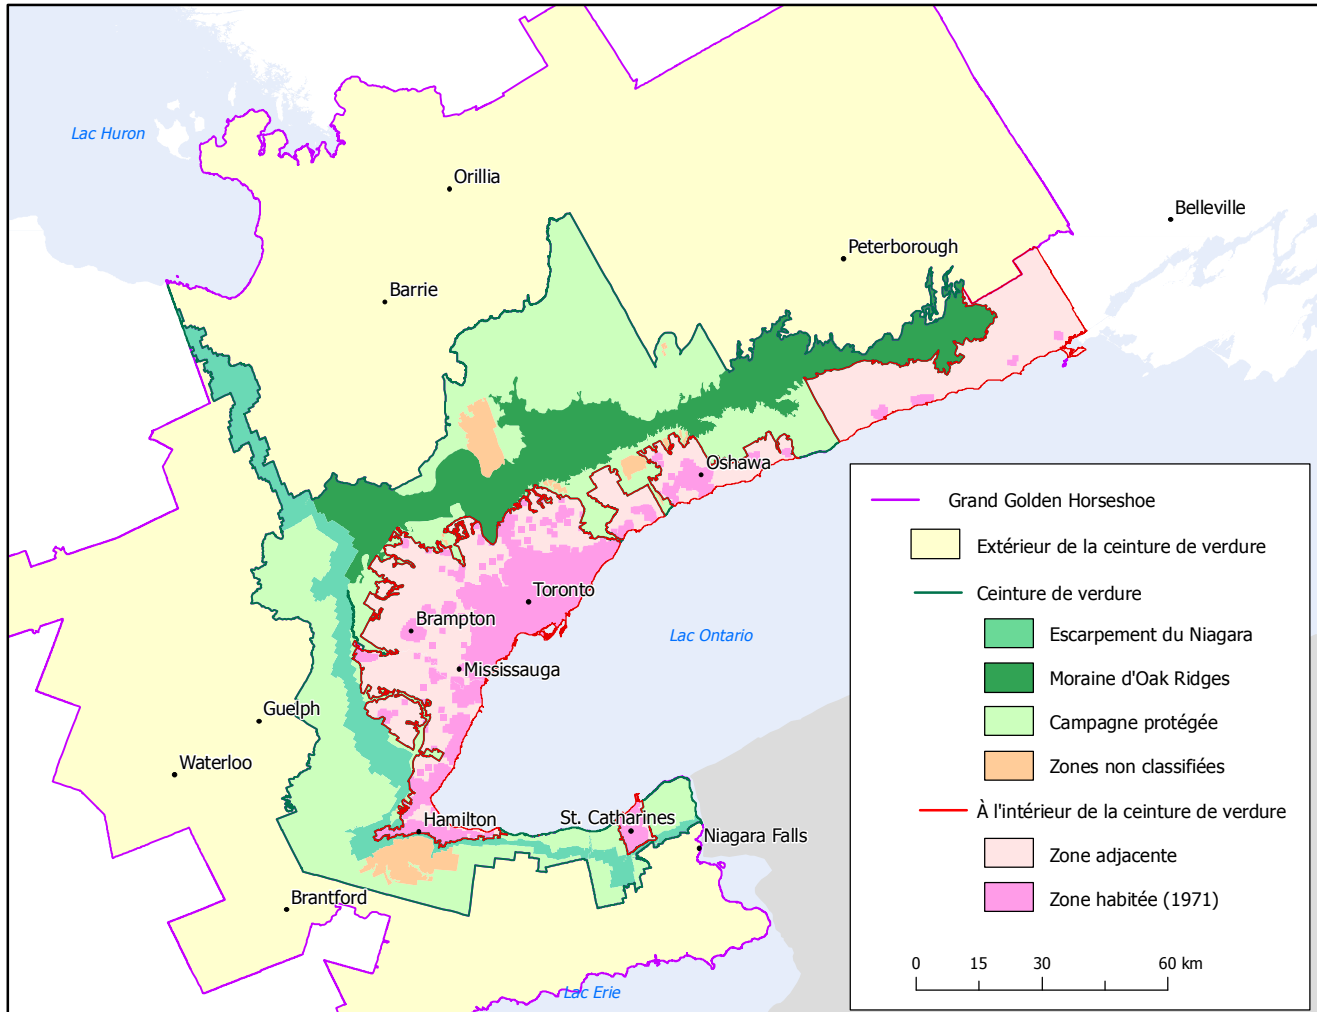 Lac Huron
Orillia
Belleville
Peterborough
Barrie
Oshawa
Grand Golden Horseshoe
Extérieur de la ceinture de verdure
Toronto
Ceinture de verdure
Brampton
Lac Ontario
Escarpement du Niagara
Mississauga
Moraine d'Oak Ridges
Guelph
Campagne protégée
Waterloo
Zones non classifiées
Hamilton
St. Catharines
À l'intérieur de la ceinture de verdure
Niagara Falls
Zone adjacente
Brantford
Zone habitée (1971)
0 15 30 60 km
Lac Erie